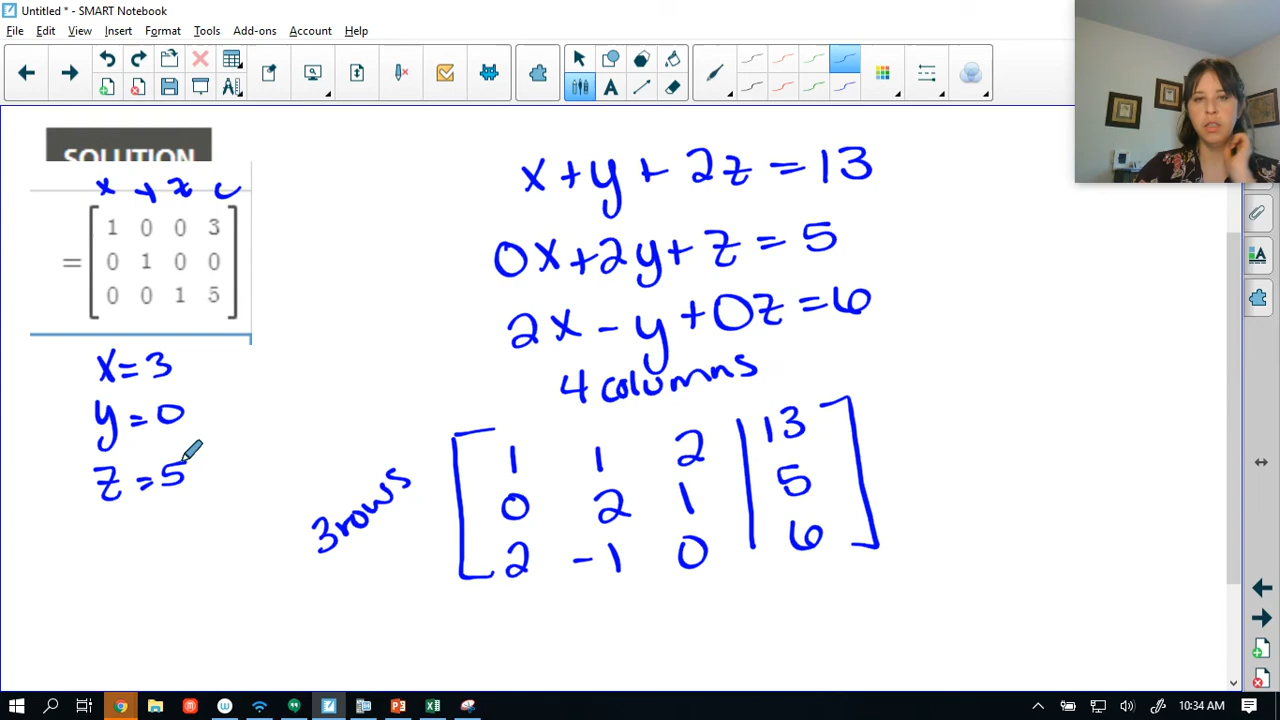 Untitled * - SMART Notebook
File Edit View Insert Format Tools Add-ons Account Help
SOLUTION
x y z c
= [ 1 0 0 3
0 1 0 0
0 0 1 5 ]
x = 3
y = 0
z = 5
x + y + 2z = 13
0x + 2y + z = 5
2x - y + 0z = 6
4 columns
3 rows
[ 1 1 2 | 13
0 2 1 | 5
2 -1 0 | 6 ]
10:34 AM